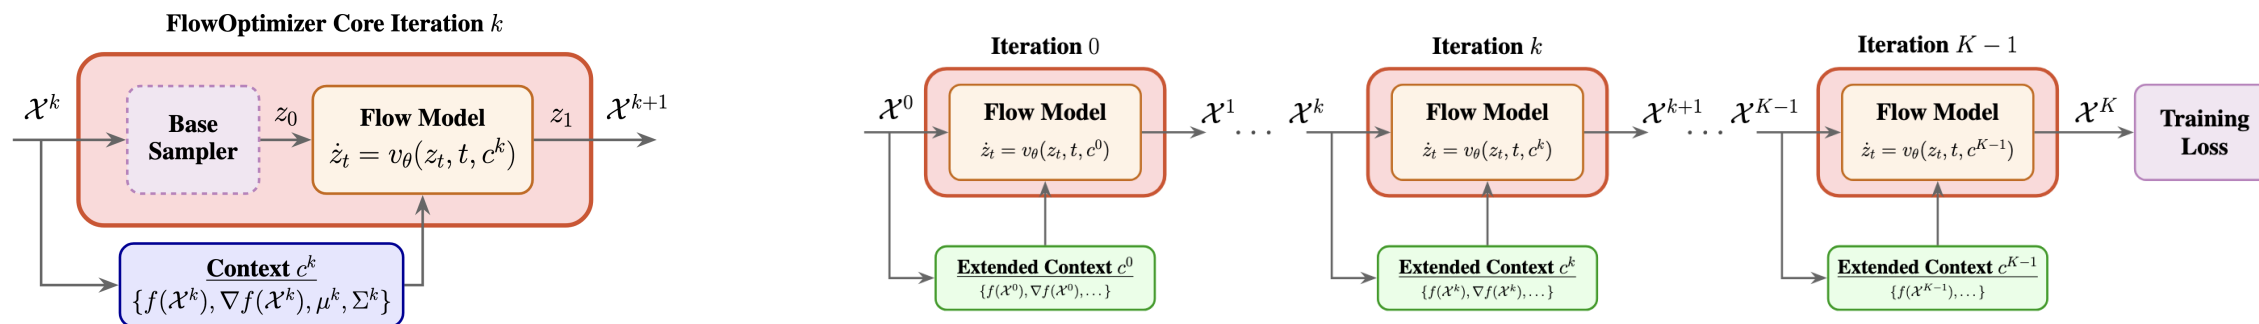 FlowOptimizer Core Iteration k
𝒳^k
Base
Sampler
z_0
Flow Model
ż_t = v_θ(z_t, t, c^k)
z_1
𝒳^{k+1}
Context c^k
{f(𝒳^k), ∇f(𝒳^k), μ^k, Σ^k}
Iteration 0
𝒳^0
Flow Model
ż_t = v_θ(z_t, t, c^0)
𝒳^1
···
Extended Context c^0
{f(𝒳^0), ∇f(𝒳^0), …}
Iteration k
𝒳^k
Flow Model
ż_t = v_θ(z_t, t, c^k)
𝒳^{k+1}
···
Extended Context c^k
{f(𝒳^k), ∇f(𝒳^k), …}
Iteration K − 1
𝒳^{K−1}
Flow Model
ż_t = v_θ(z_t, t, c^{K−1})
𝒳^K
Extended Context c^{K−1}
{f(𝒳^{K−1}), …}
Training
Loss